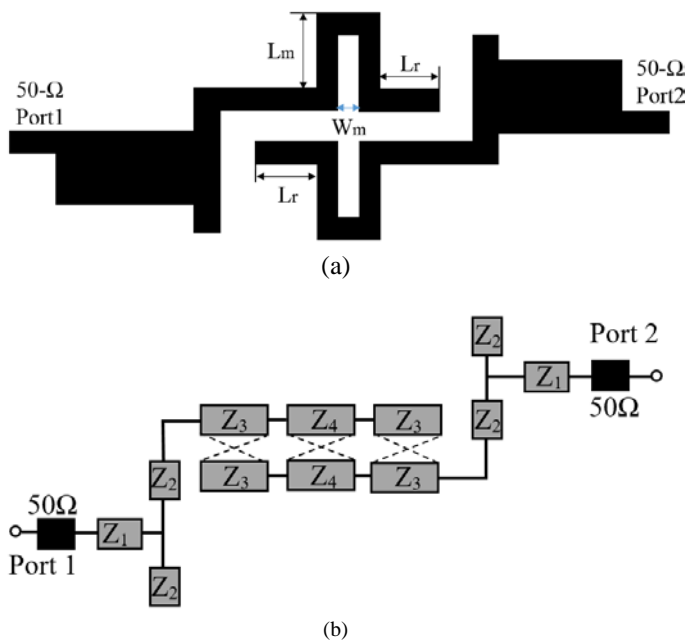 Lm
Lr
50-Ω
Port1
50-Ω
Port2
Wm
Lr
(a)
Z2
Port 2
Z1
50Ω
Z3 Z4 Z3
Z2
Z2
Z3 Z4 Z3
50Ω
Z1
Port 1
Z2
(b)